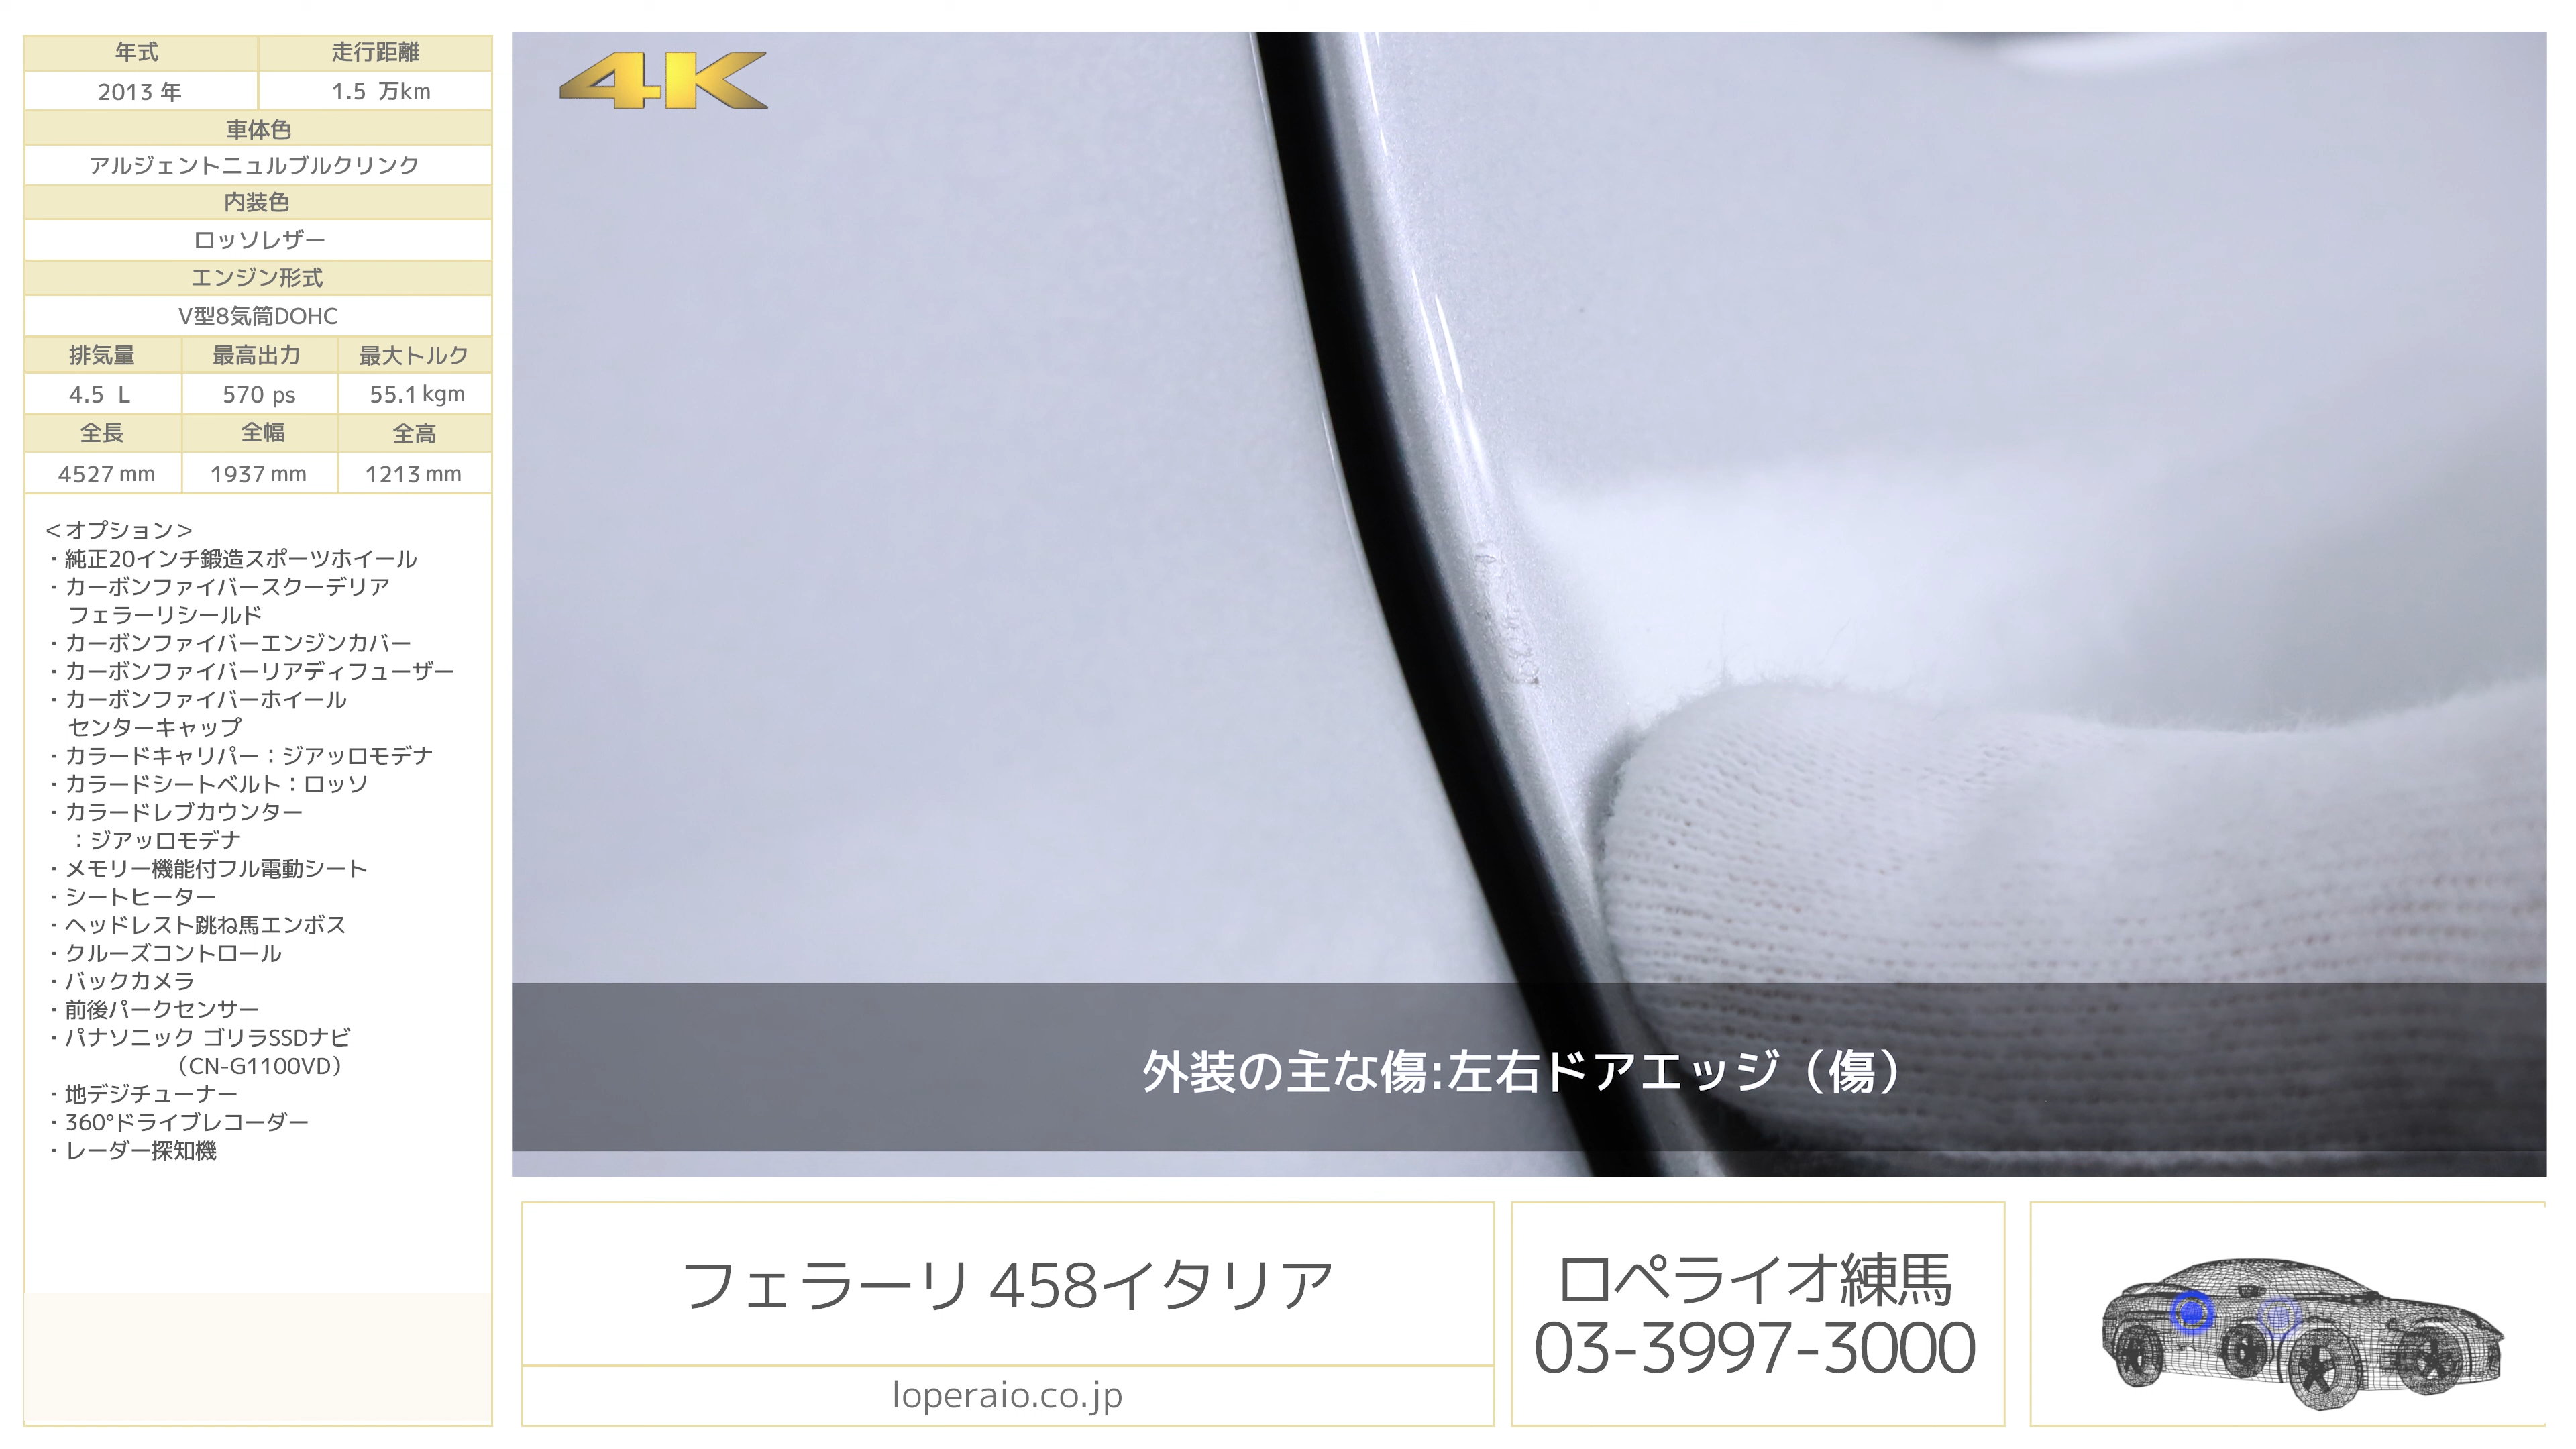 年式 走行距離
2013 年 1.5 万km
車体色
アルジェントニュルブルクリンク
内装色
ロッソレザー
エンジン形式
V型8気筒DOHC
排気量 最高出力 最大トルク
4.5 L 570 ps 55.1 kgm
全長 全幅 全高
4527 mm 1937 mm 1213 mm
＜オプション＞
・純正20インチ鍛造スポーツホイール
・カーボンファイバースクーデリア
フェラーリシールド
・カーボンファイバーエンジンカバー
・カーボンファイバーリアディフューザー
・カーボンファイバーホイール
センターキャップ
・カラードキャリパー：ジアッロモデナ
・カラードシートベルト：ロッソ
・カラードレブカウンター
：ジアッロモデナ
・メモリー機能付フル電動シート
・シートヒーター
・ヘッドレスト跳ね馬エンボス
・クルーズコントロール
・バックカメラ
・前後パークセンサー
・パナソニック ゴリラSSDナビ
（CN-G1100VD）
・地デジチューナー
・360°ドライブレコーダー
・レーダー探知機
4K
外装の主な傷:左右ドアエッジ（傷）
フェラーリ 458イタリア
loperaio.co.jp
ロペライオ練馬
03-3997-3000